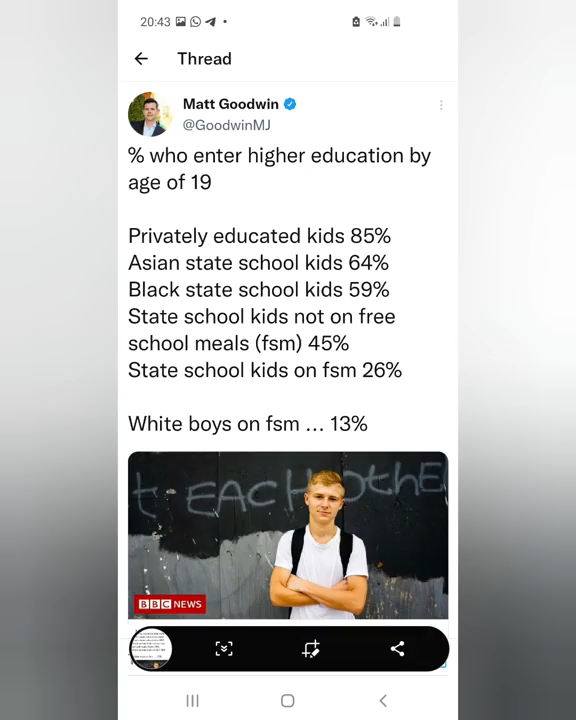 20:43
Thread
Matt Goodwin
@GoodwinMJ
% who enter higher education by
age of 19
Privately educated kids 85%
Asian state school kids 64%
Black state school kids 59%
State school kids not on free
school meals (fsm) 45%
State school kids on fsm 26%
White boys on fsm ... 13%
t EACH OthE
BBC NEWS